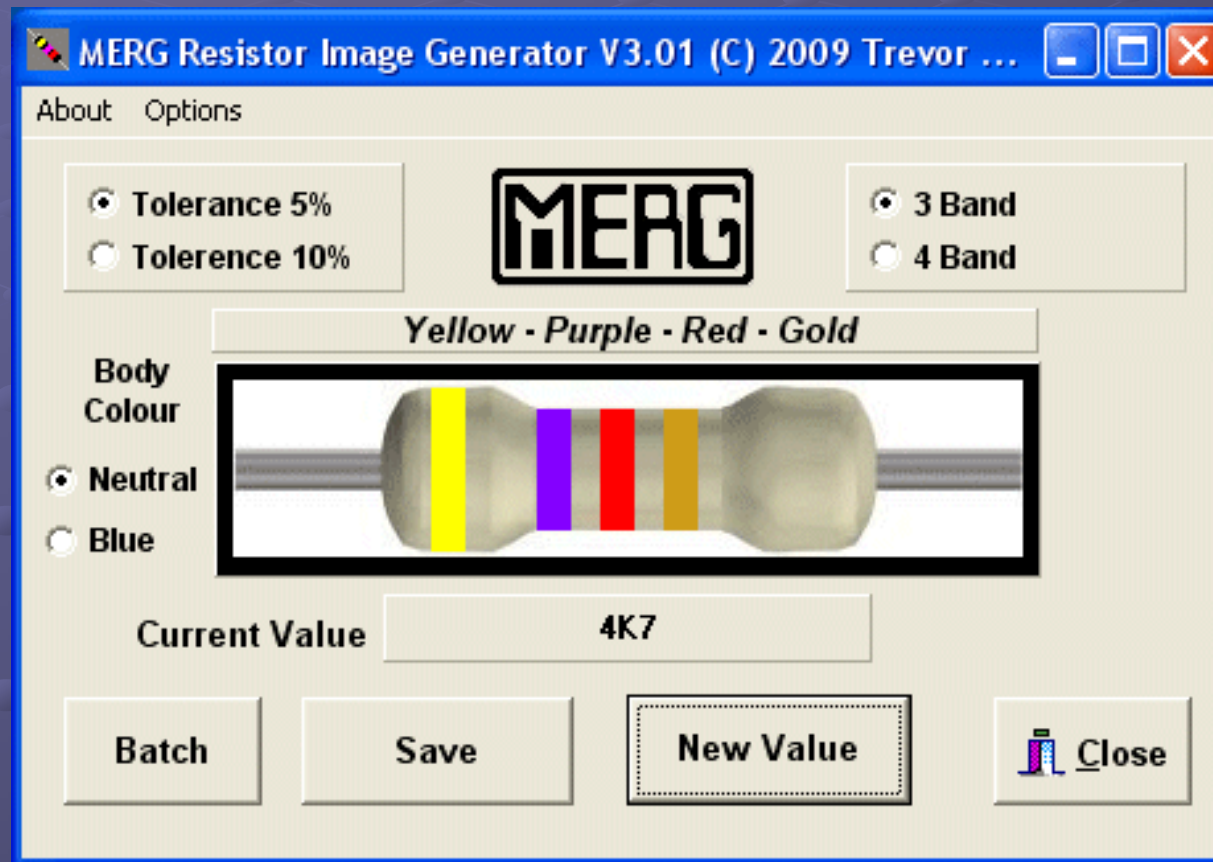 MERG Resistor Image Generator V3.01 (C) 2009 Trevor ...
About Options
Tolerance 5%
Tolerence 10%
MERG
3 Band
4 Band
Yellow - Purple - Red - Gold
Body
Colour
Neutral
Blue
Current Value 4K7
Batch Save New Value Close